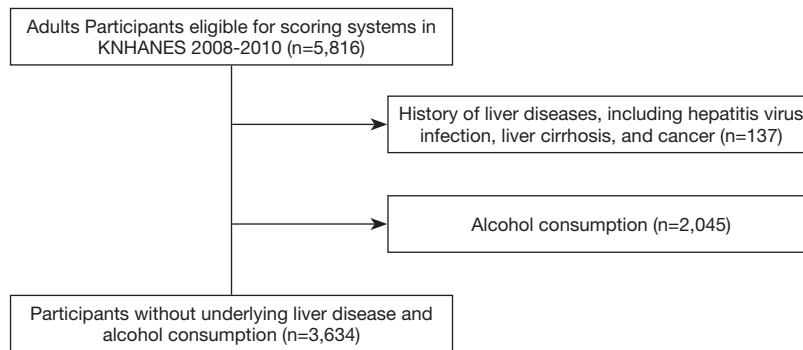 Adults Participants eligible for scoring systems in
KNHANES 2008-2010 (n=5,816)
History of liver diseases, including hepatitis virus
infection, liver cirrhosis, and cancer (n=137)
Alcohol consumption (n=2,045)
Participants without underlying liver disease and
alcohol consumption (n=3,634)